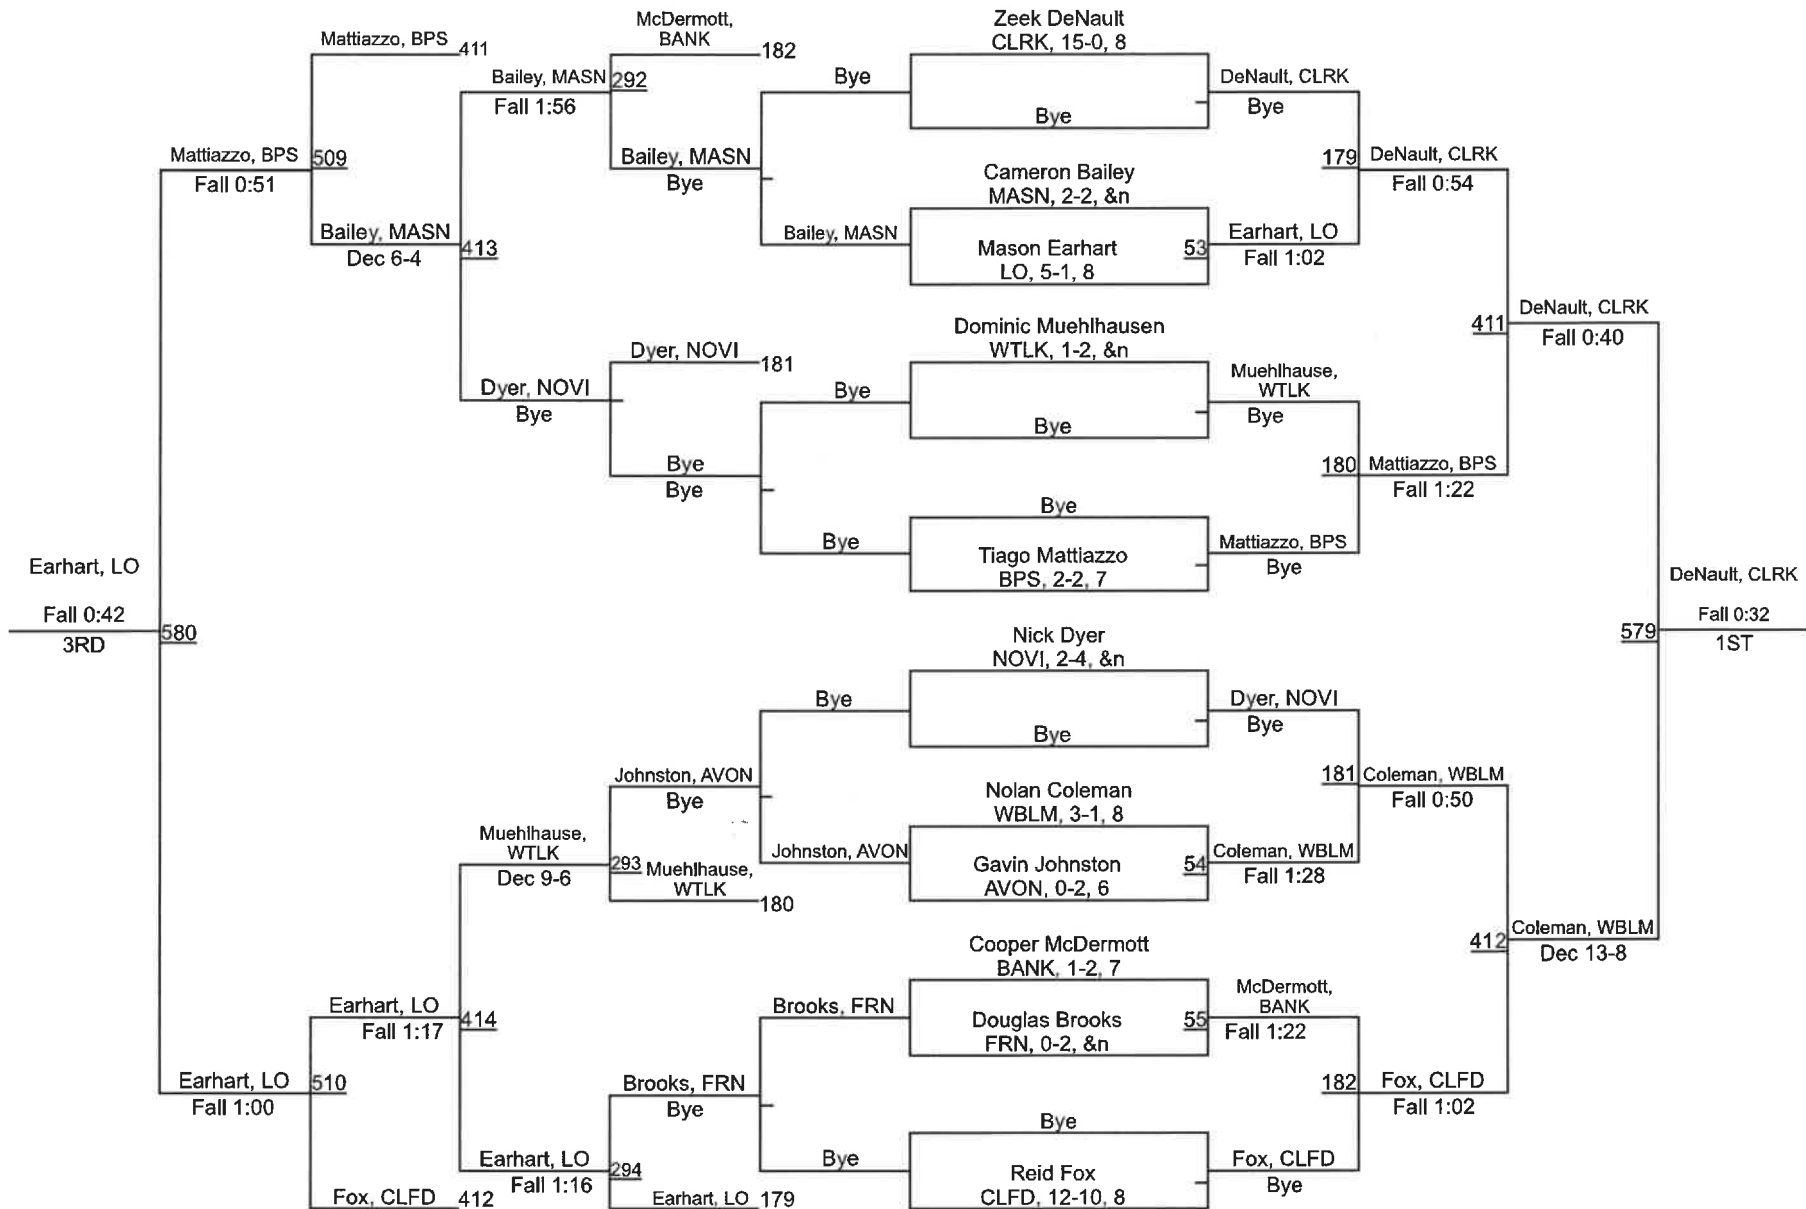 Mattiazzo, BPS
411
McDermott,
BANK
182
Zeek DeNault
CLRK, 15-0, 8
Bailey, MASN
292
Fall 1:56
Bye
DeNault, CLRK
Bye
Bye
Mattiazzo, BPS
509
Fall 0:51
Bailey, MASN
Bye
Cameron Bailey
MASN, 2-2, &n
179
DeNault, CLRK
Fall 0:54
Bailey, MASN
413
Dec 6-4
Bailey, MASN
Mason Earhart
LO, 5-1, 8
53
Earhart, LO
Fall 1:02
Dominic Muehlhausen
WTLK, 1-2, &n
411
DeNault, CLRK
Fall 0:40
Dyer, NOVI
181
Dyer, NOVI
Bye
Bye
Muehlhause,
WTLK
Bye
Bye
Bye
Bye
180
Mattiazzo, BPS
Fall 1:22
Bye
Bye
Tiago Mattiazzo
BPS, 2-2, 7
Mattiazzo, BPS
Bye
Earhart, LO
Fall 0:42
580
3RD
DeNault, CLRK
Fall 0:32
579
1ST
Nick Dyer
NOVI, 2-4, &n
Bye
Bye
Dyer, NOVI
Bye
Johnston, AVON
Bye
Nolan Coleman
WBLM, 3-1, 8
181
Coleman, WBLM
Fall 0:50
Muehlhause,
WTLK
293
Dec 9-6
Muehlhause,
WTLK
180
Johnston, AVON
Gavin Johnston
AVON, 0-2, 6
54
Coleman, WBLM
Fall 1:28
Cooper McDermott
BANK, 1-2, 7
412
Coleman, WBLM
Dec 13-8
Earhart, LO
414
Fall 1:17
Brooks, FRN
Douglas Brooks
FRN, 0-2, &n
55
McDermott,
BANK
Fall 1:22
Earhart, LO
510
Fall 1:00
Brooks, FRN
Bye
182
Fox, CLFD
Fall 1:02
Bye
Earhart, LO
294
Fall 1:16
Bye
Reid Fox
CLFD, 12-10, 8
Fox, CLFD
Bye
Fox, CLFD
412
Earhart, LO
179